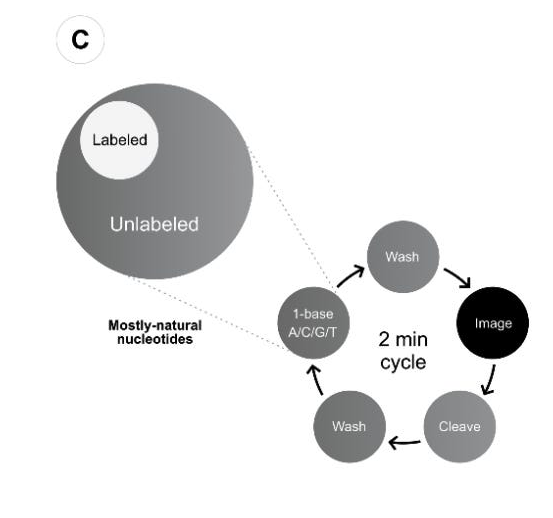 C
Labeled
Unlabeled
Mostly-natural
nucleotides
1-base
A/C/G/T
Wash
Image
2 min
cycle
Wash
Cleave